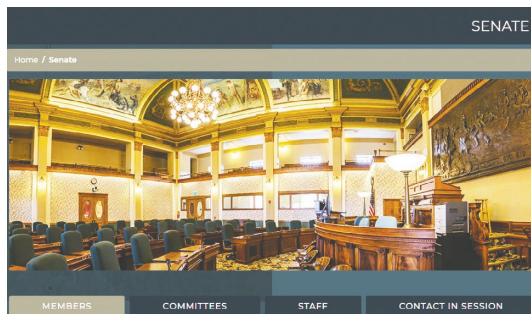 SENATE
Home / Senate
MEMBERS COMMITTEES STAFF CONTACT IN SESSION